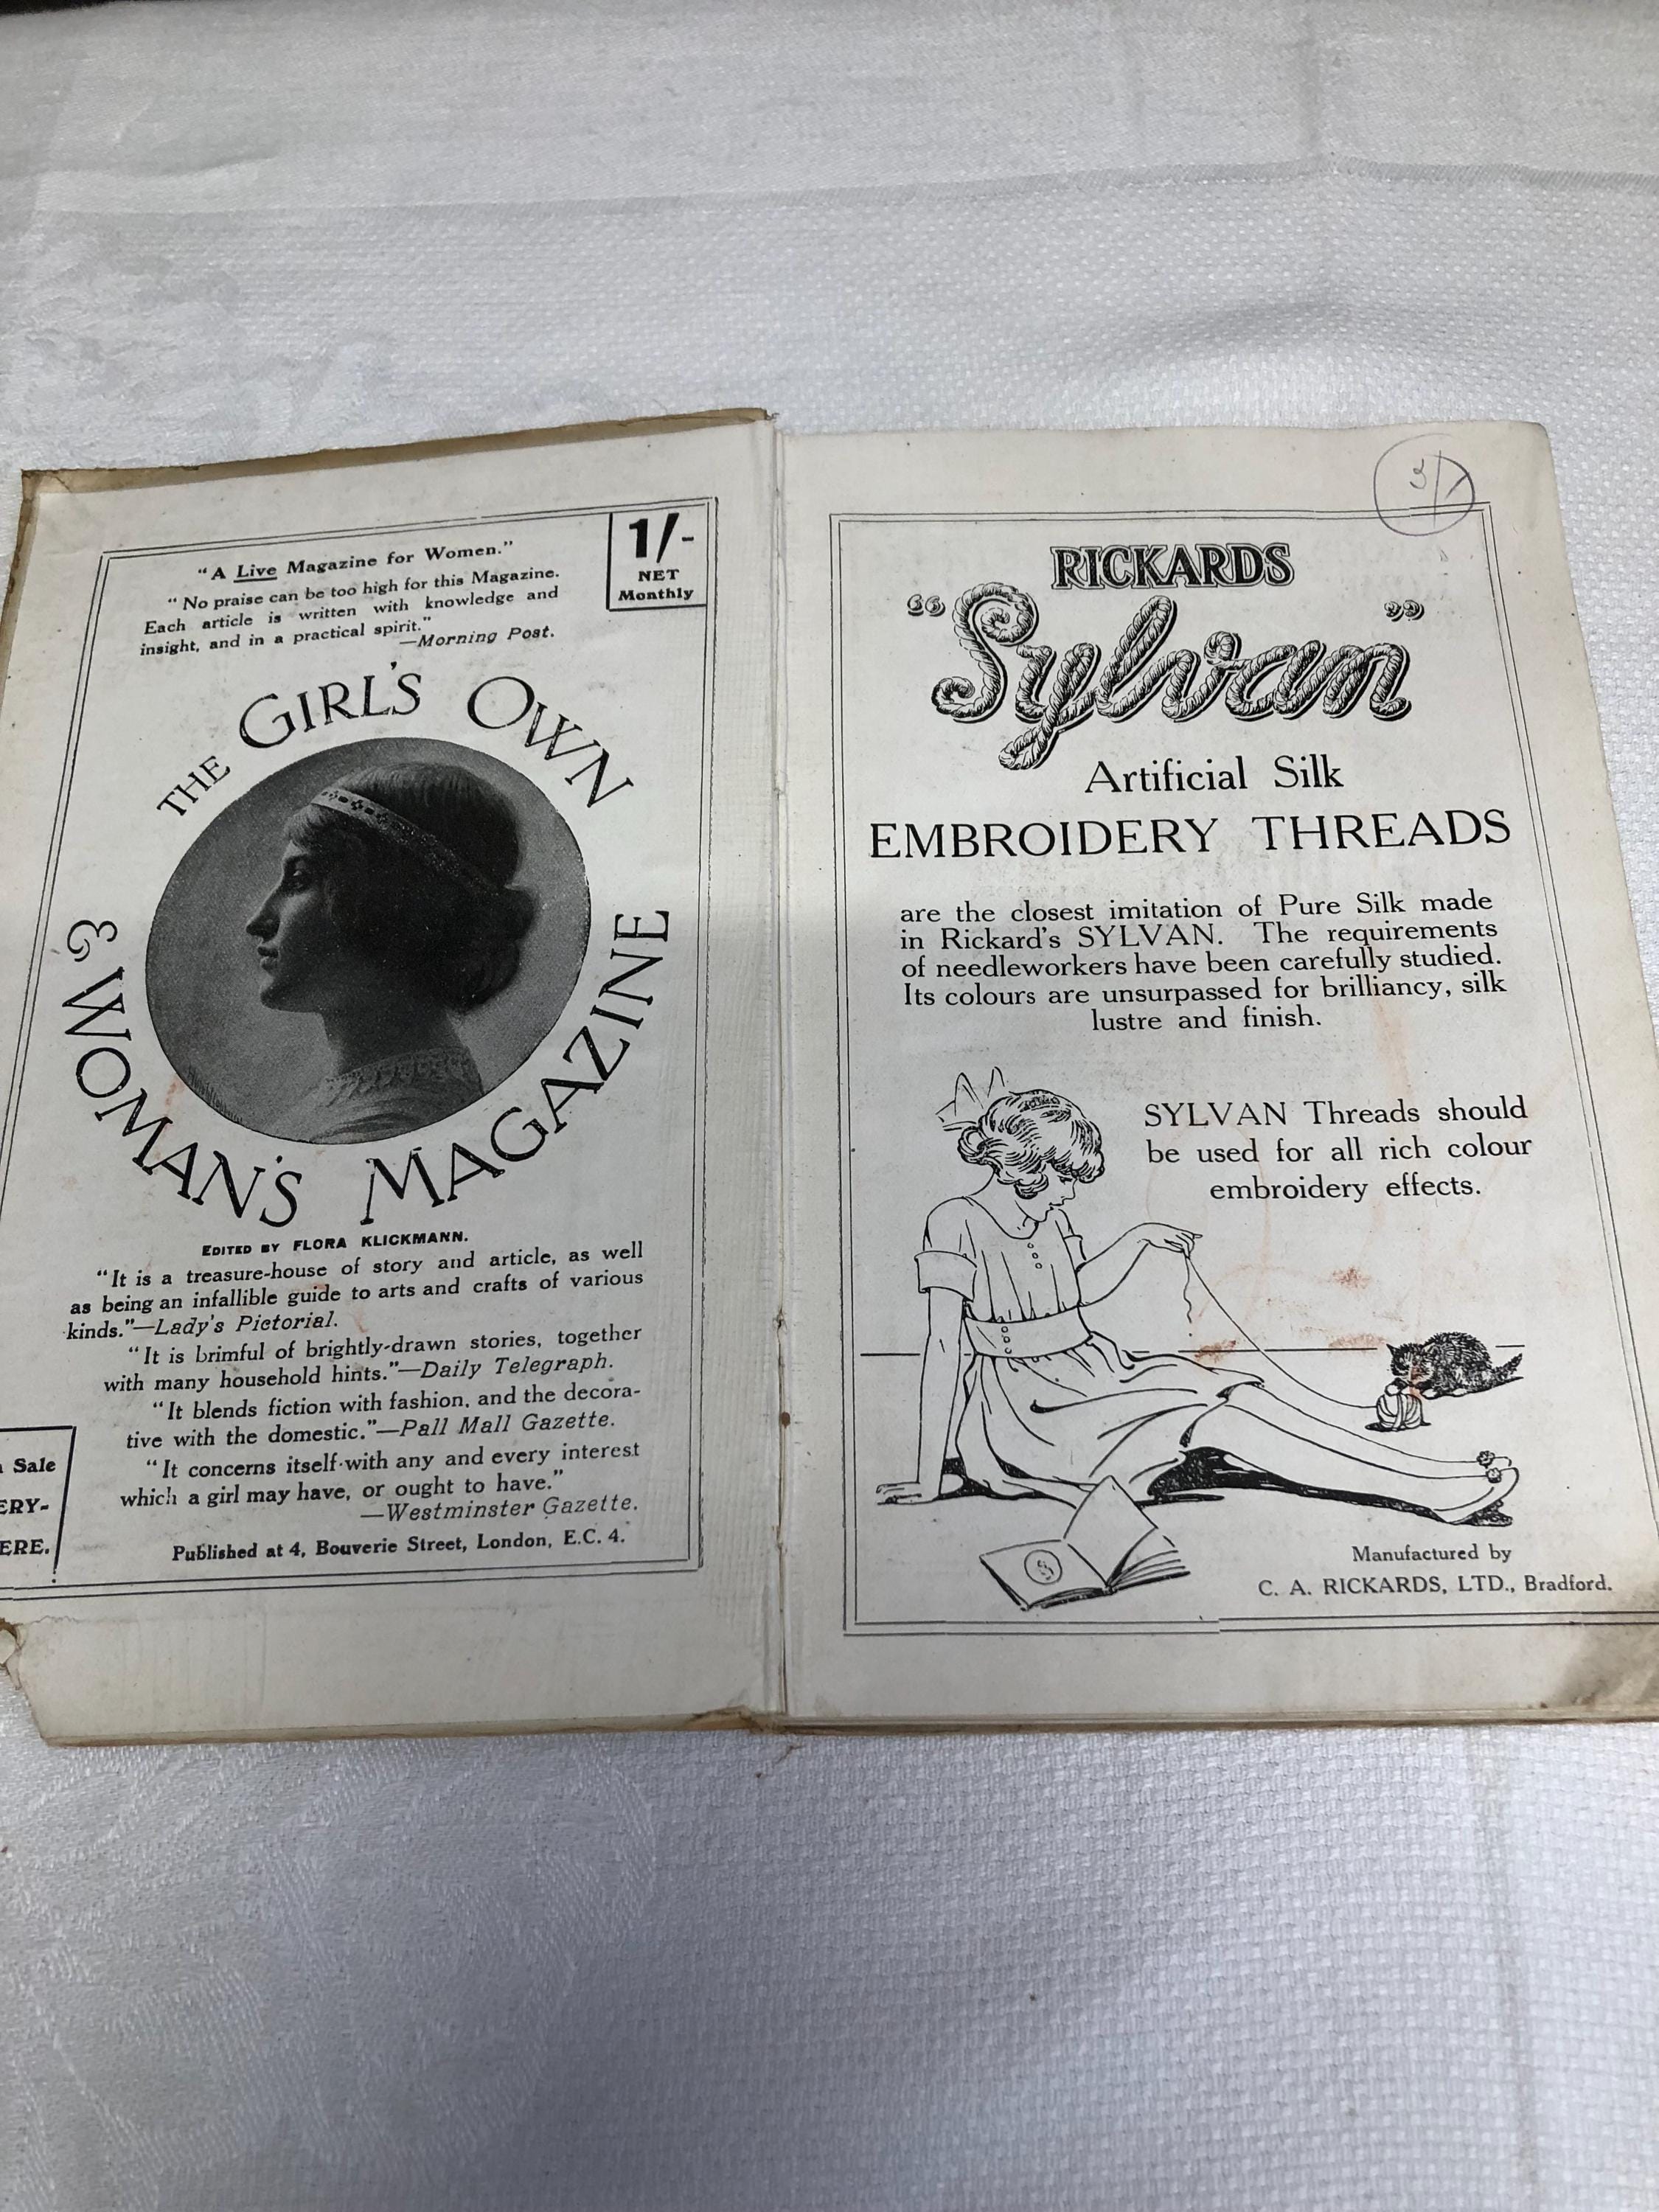 "A Live Magazine for Women."
1/-
NET
Monthly
"No praise can be too high for this Magazine.
Each article is written with knowledge and
insight, and in a practical spirit."
—Morning Post.
THE GIRL'S OWN
& WOMAN'S MAGAZINE
EDITED BY FLORA KLICKMANN.
"It is a treasure-house of story and article, as well
as being an infallible guide to arts and crafts of various
kinds."—Lady's Pictorial.
"It is brimful of brightly-drawn stories, together
with many household hints."—Daily Telegraph.
"It blends fiction with fashion, and the decora-
tive with the domestic."—Pall Mall Gazette.
"It concerns itself with any and every interest
which a girl may have, or ought to have."
—Westminster Gazette.
Sale
ERY-
ERE.
Published at 4, Bouverie Street, London, E.C. 4.
3/
RICKARDS
"Sylvan"
Artificial Silk
EMBROIDERY THREADS
are the closest imitation of Pure Silk made
in Rickard's SYLVAN. The requirements
of needleworkers have been carefully studied.
Its colours are unsurpassed for brilliancy, silk
lustre and finish.
SYLVAN Threads should
be used for all rich colour
embroidery effects.
Manufactured by
C. A. RICKARDS, LTD., Bradford.